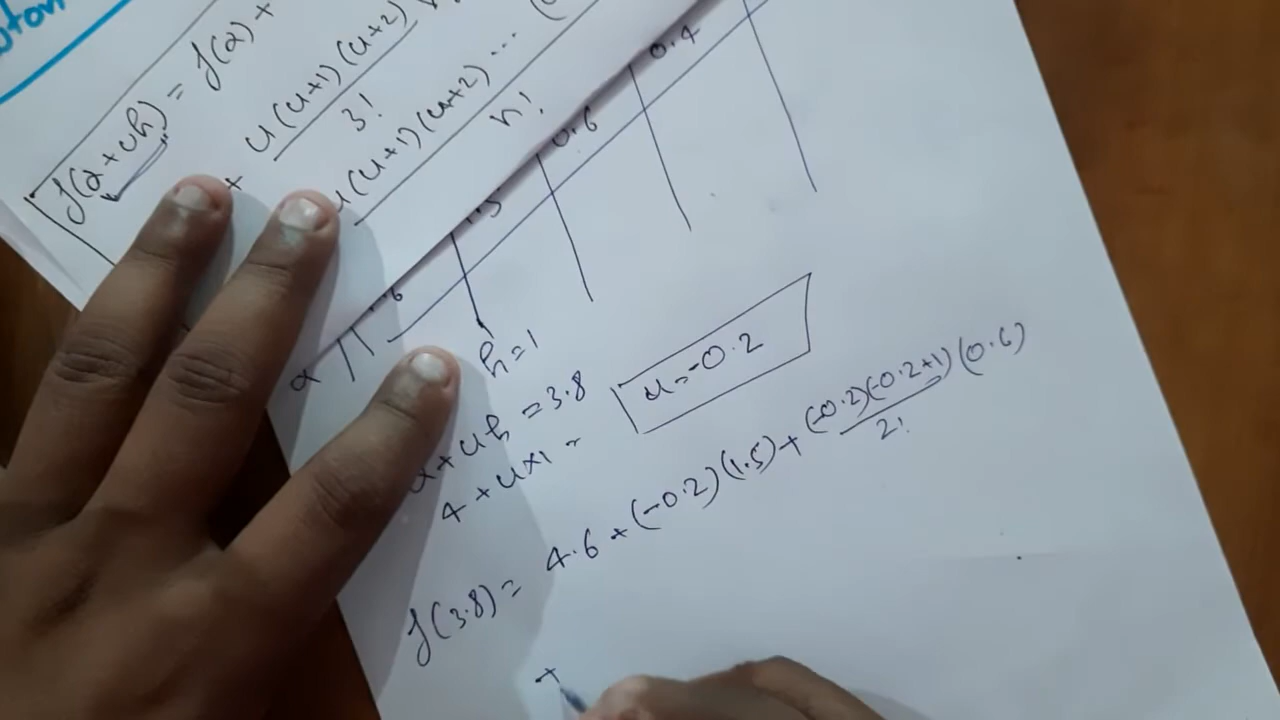 f(α+uh) = f(α) +
+ u(u+1)(u+2)
3!
u(u+1)(u+2)...
n!
0.4
0.6
α
h=1
α+uh = 3.8
4+u×1 =
u=-0.2
f(3.8) = 4.6 + (-0.2)(1.5) + (-0.2)(-0.2+1)(0.6)
2!
+